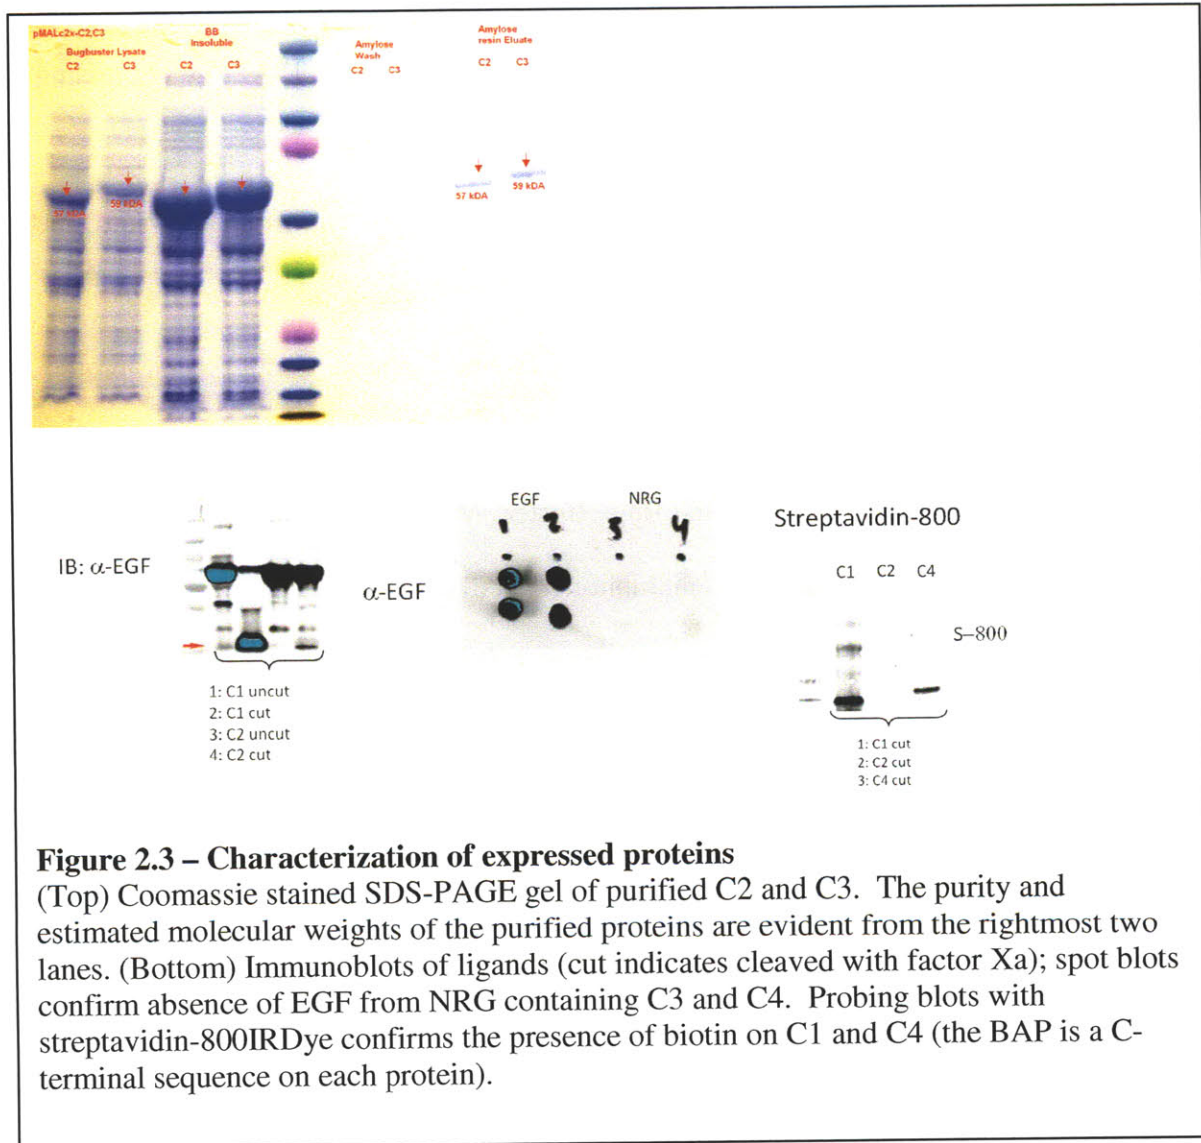 pMALc2x-C2,C3
Bugbuster Lysate
C2 C3
BB
Insoluble
C2 C3
Amylose
Wash
C2 C3
Amylose
resin Eluate
C2 C3
57 kDA
59 kDA
57 kDA
59 kDA
IB: α-EGF
1: C1 uncut
2: C1 cut
3: C2 uncut
4: C2 cut
α-EGF
EGF NRG
1 2 3 4
Streptavidin-800
C1 C2 C4
S-800
1: C1 cut
2: C2 cut
3: C4 cut
Figure 2.3 – Characterization of expressed proteins
(Top) Coomassie stained SDS-PAGE gel of purified C2 and C3. The purity and
estimated molecular weights of the purified proteins are evident from the rightmost two
lanes. (Bottom) Immunoblots of ligands (cut indicates cleaved with factor Xa); spot blots
confirm absence of EGF from NRG containing C3 and C4. Probing blots with
streptavidin-800IRDye confirms the presence of biotin on C1 and C4 (the BAP is a C-
terminal sequence on each protein).